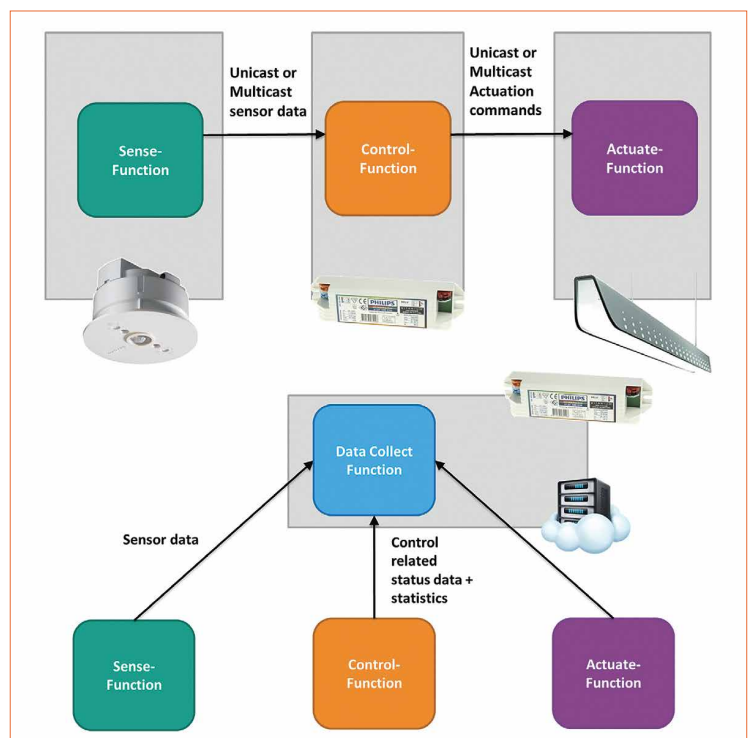 Unicast or
Multicast
sensor data
Unicast or
Multicast
Actuation
commands
Sense-
Function
Control-
Function
Actuate-
Function
PHILIPS
PHILIPS
Data Collect
Function
Sensor data
Control
related
status data +
statistics
Sense-
Function
Control-
Function
Actuate-
Function